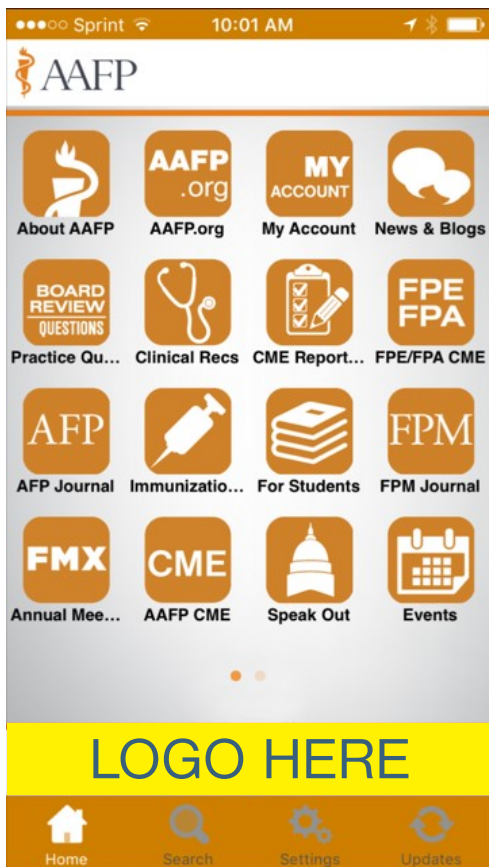 Sprint 10:01 AM
AAFP
AAFP .org
MY ACCOUNT
About AAFP AAFP.org My Account News & Blogs
BOARD REVIEW QUESTIONS
FPE FPA
Practice Qu... Clinical Recs CME Report... FPE/FPA CME
AFP FPM
AFP Journal Immunizatio... For Students FPM Journal
FMX CME
Annual Mee... AAFP CME Speak Out Events
LOGO HERE
Home Search Settings Updates